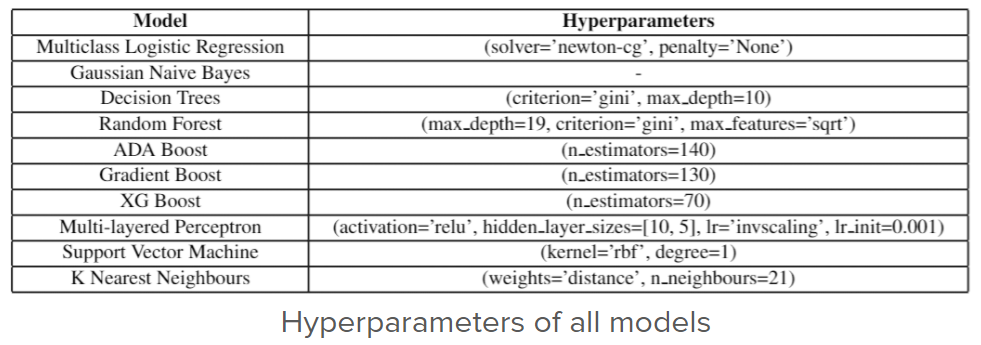 Model Hyperparameters
Multiclass Logistic Regression (solver='newton-cg', penalty='None')
Gaussian Naive Bayes -
Decision Trees (criterion='gini', max_depth=10)
Random Forest (max_depth=19, criterion='gini', max_features='sqrt')
ADA Boost (n_estimators=140)
Gradient Boost (n_estimators=130)
XG Boost (n_estimators=70)
Multi-layered Perceptron (activation='relu', hidden_layer_sizes=[10, 5], lr='invscaling', lr_init=0.001)
Support Vector Machine (kernel='rbf', degree=1)
K Nearest Neighbours (weights='distance', n_neighbours=21)
Hyperparameters of all models